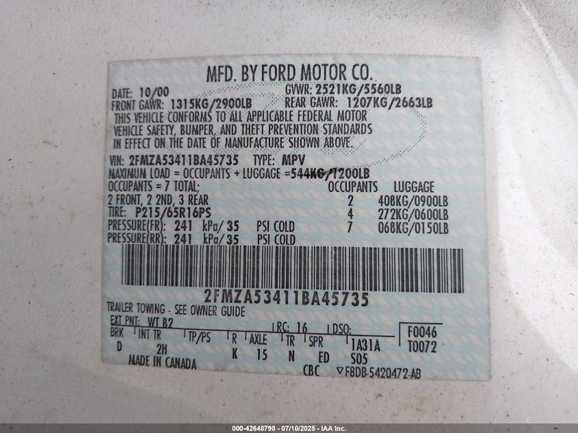 MFD. BY FORD MOTOR CO.
DATE: 10/00 GVWR: 2521KG/5560LB
FRONT GAWR: 1315KG/2900LB REAR GAWR: 1207KG/2663LB
THIS VEHICLE CONFORMS TO ALL APPLICABLE FEDERAL MOTOR
VEHICLE SAFETY, BUMPER, AND THEFT PREVENTION STANDARDS
IN EFFECT ON THE DATE OF MANUFACTURE SHOWN ABOVE.
VIN: 2FMZA53411BA45735 TYPE: MPV
MAXIMUM LOAD = OCCUPANTS + LUGGAGE = 544KG/1200LB
OCCUPANTS = 7 TOTAL; OCCUPANTS LUGGAGE
2 FRONT, 2 2ND, 3 REAR 2 408KG/0900LB
TIRE: P215/65R16PS 4 272KG/0600LB
PRESSURE(FR): 241 kPa/35 PSI COLD 7 068KG/0150LB
PRESSURE(RR): 241 kPa/35 PSI COLD
2FMZA53411BA45735
TRAILER TOWING - SEE OWNER GUIDE
EXT PNT: WT B2 RC: 16 DSO: F0046
BRK INT TR TP/PS R AXLE TR SPR 1A31A T0072
D 2H K 15 N ED S05
MADE IN CANADA CBC ▽F8DB-5420472-AB
000-42648790 - 07/10/2025 - IAA, Inc.